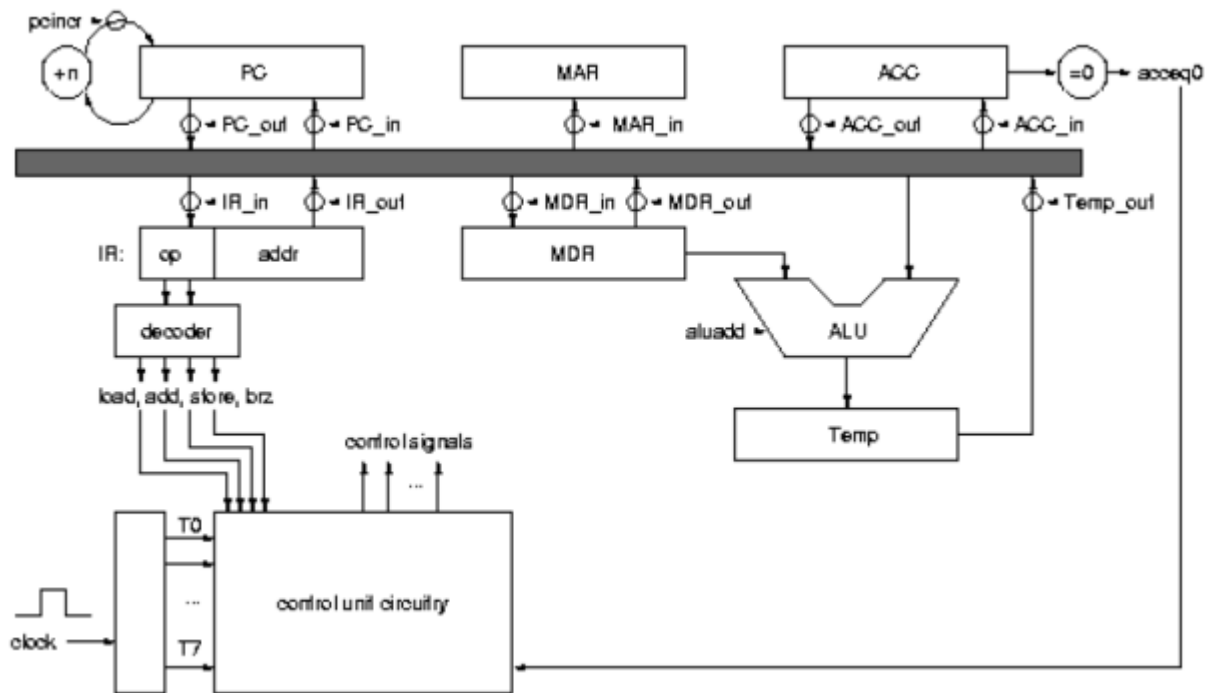 pcincr
+n
PC
MAR
ACC
=0
acceq0
PC_out
PC_in
MAR_in
ACC_out
ACC_in
IR_in
IR_out
MDR_in
MDR_out
Temp_out
IR:
op
addr
MDR
decoder
aluadd
ALU
load, add, store, brz
Temp
control signals
...
T0
...
control unit circuitry
clock
T7